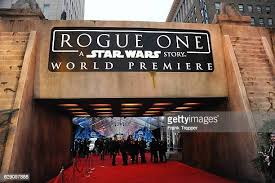 ROGUE ONE
A STAR WARS STORY
WORLD PREMIERE
gettyimages
Frank Trapper